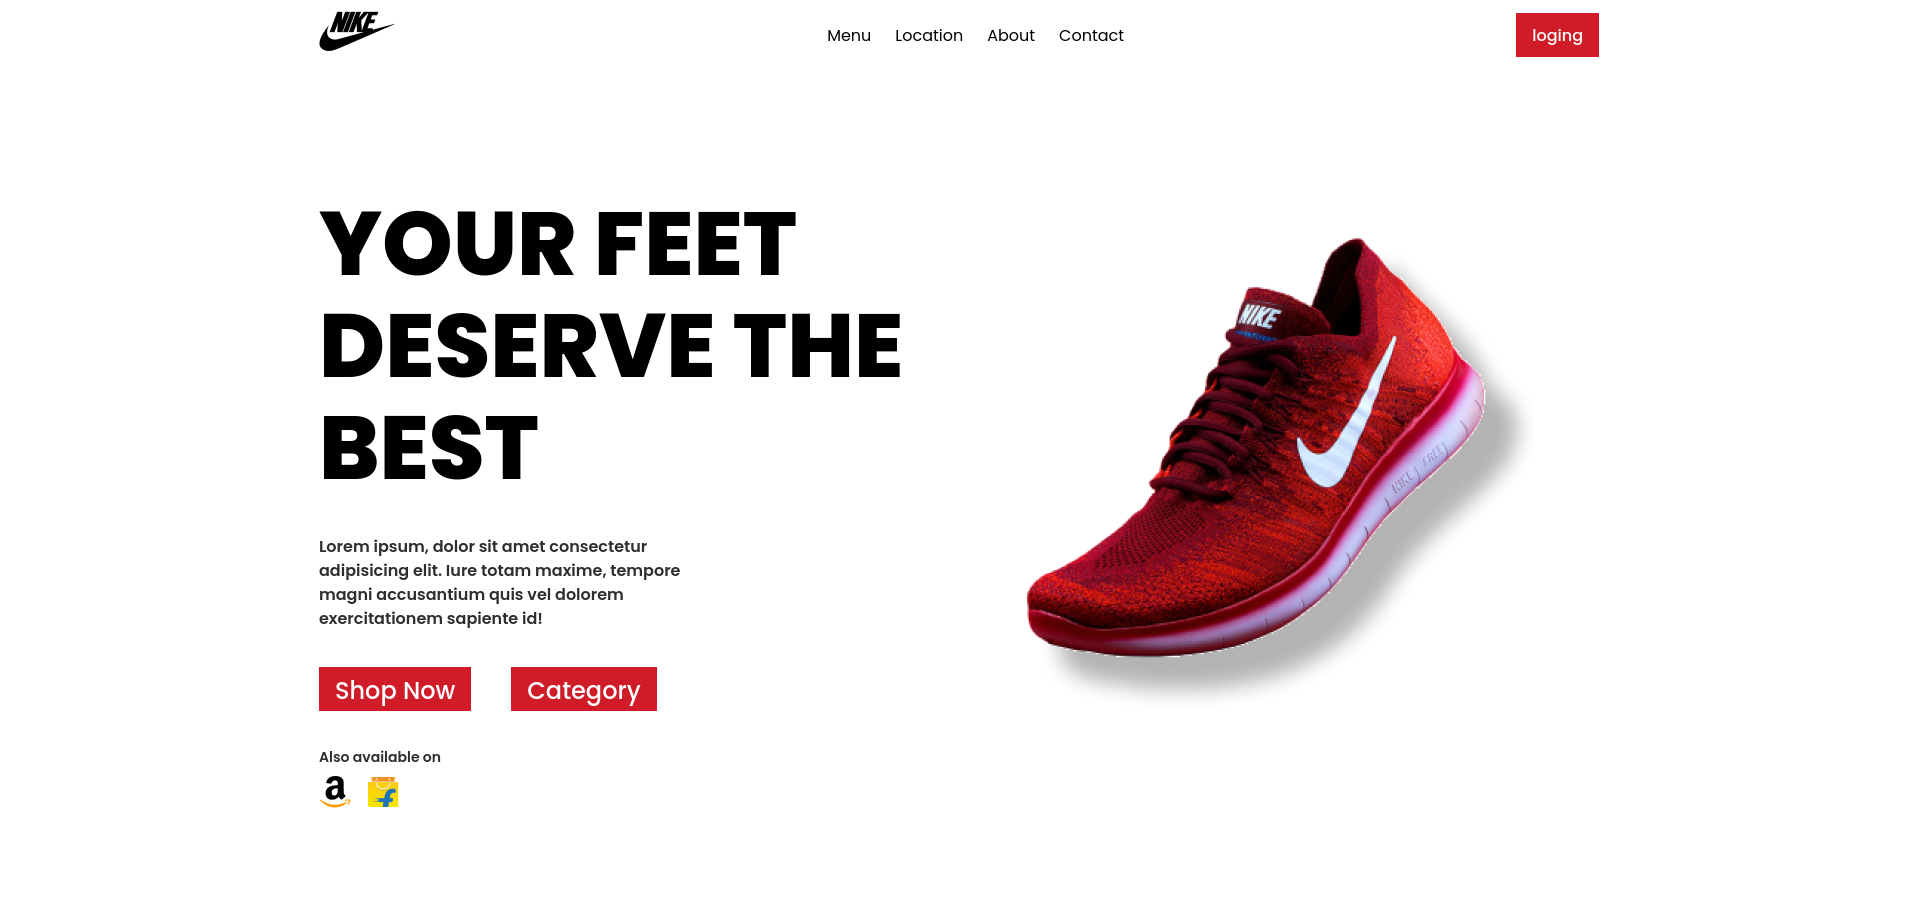 NIKE
Menu Location About Contact
loging
YOUR FEET
DESERVE THE
BEST
NIKE
NIKE FREE
Lorem ipsum, dolor sit amet consectetur
adipisicing elit. Iure totam maxime, tempore
magni accusantium quis vel dolorem
exercitationem sapiente id!
Shop Now Category
Also available on
a f